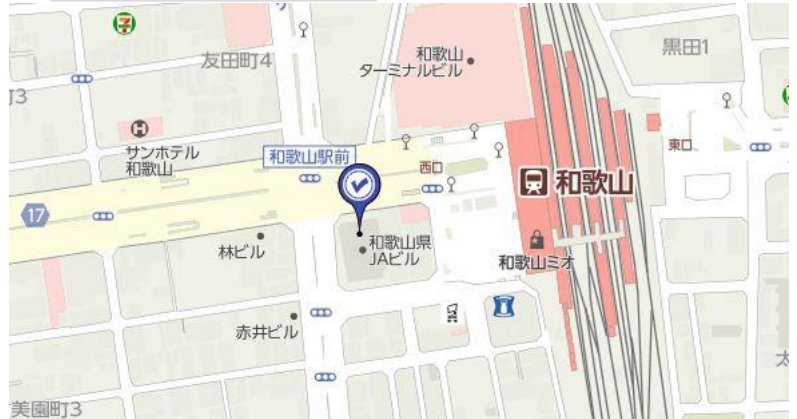 友田町4
和歌山
ターミナルビル
黒田1
サンホテル
和歌山
和歌山駅前
西口
東口
和歌山
17
林ビル
和歌山県
JAビル
和歌山ミオ
赤井ビル
美園町3